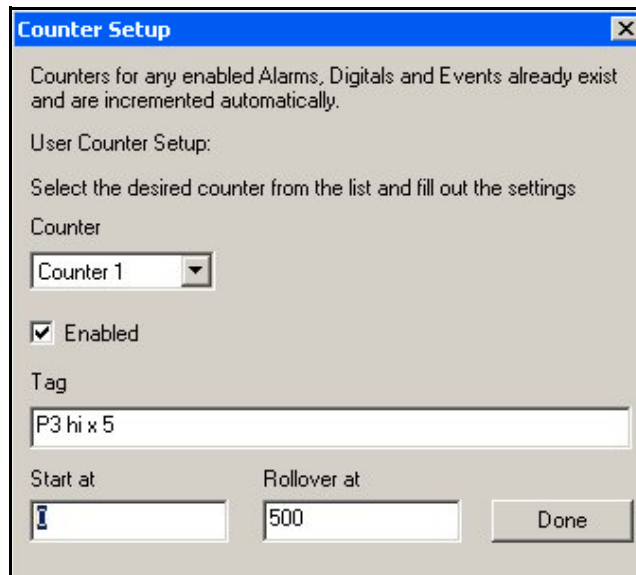 Counter Setup
Counters for any enabled Alarms, Digitals and Events already exist
and are incremented automatically.
User Counter Setup:
Select the desired counter from the list and fill out the settings
Counter
Counter 1
Enabled
Tag
P3 hi x 5
Start at
Rollover at
500
Done